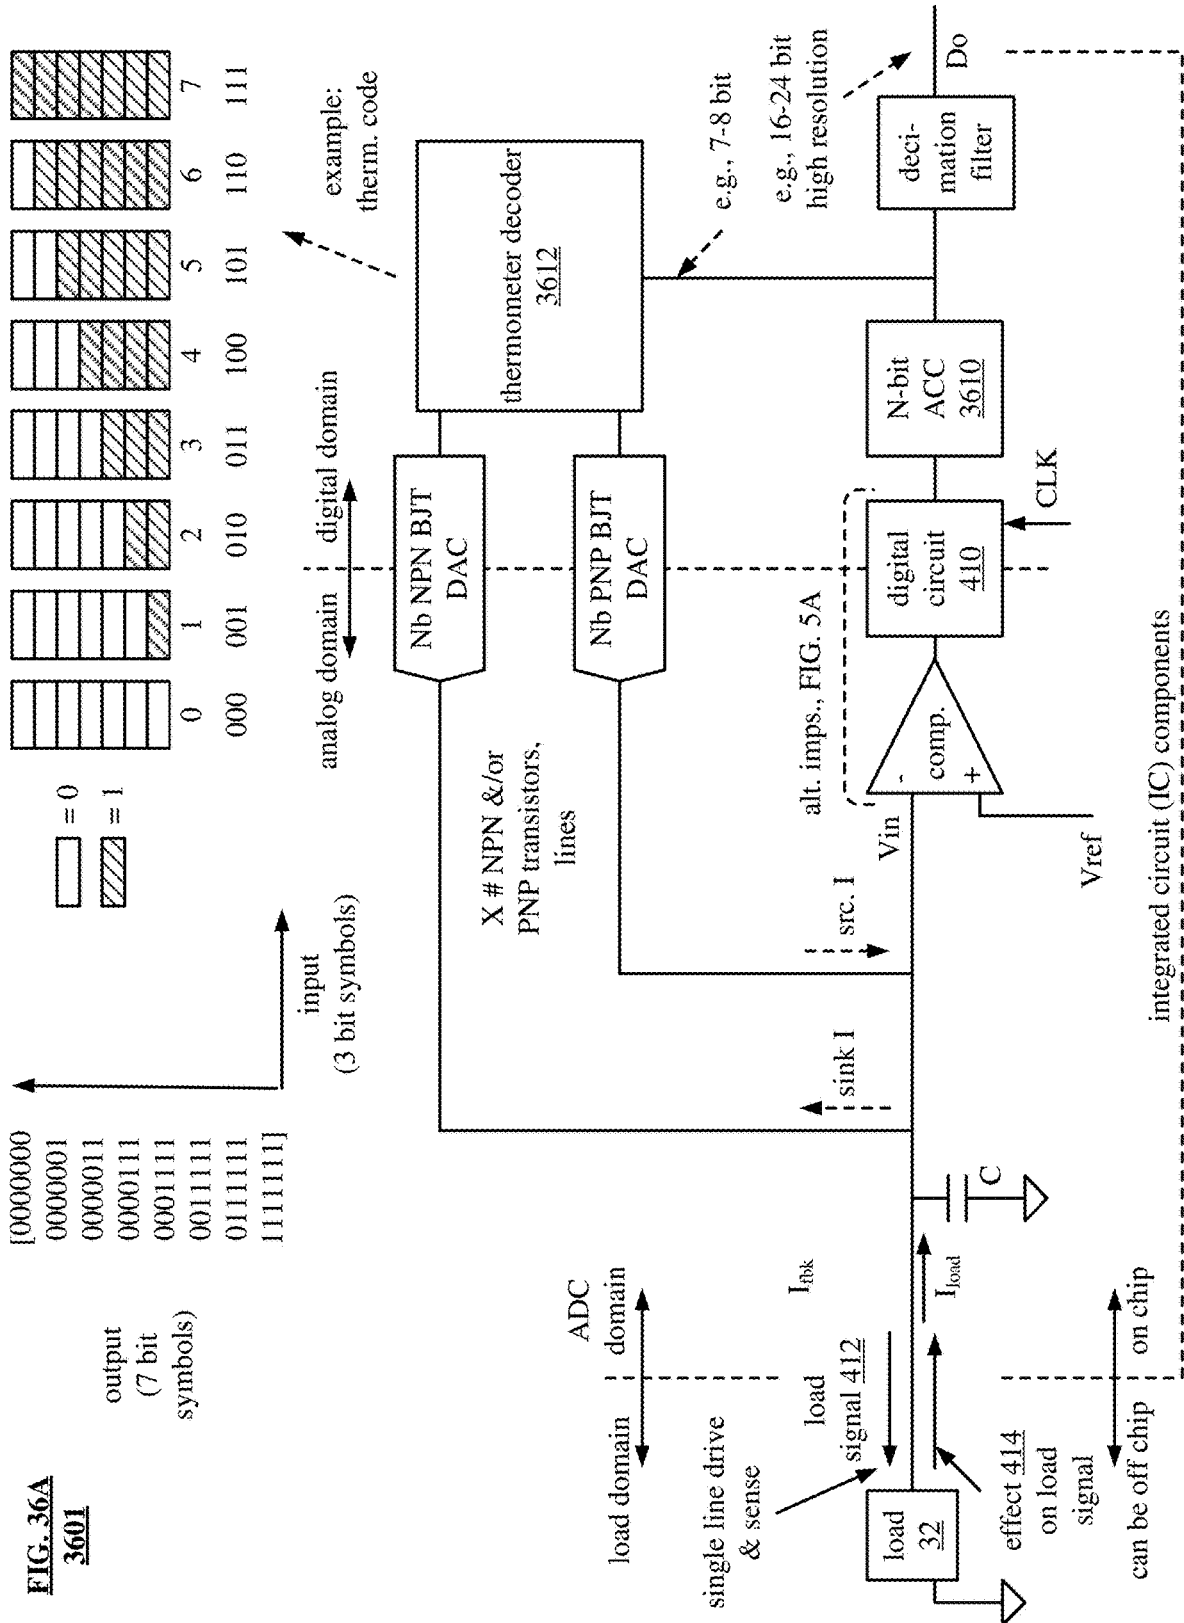 FIG. 36A
3601
output
(7 bit
symbols)
[0000000
0000001
0000011
0000111
0001111
0011111
0111111
1111111]
input
(3 bit symbols)
= 0
= 1
0
1
2
3
4
5
6
7
000
001
010
011
100
101
110
111
example:
therm. code
analog domain
digital domain
thermometer decoder
3612
Nb NPN BJT
DAC
Nb PNP BJT
DAC
X # NPN &/or
PNP transistors,
lines
e.g., 7-8 bit
e.g., 16-24 bit
high resolution
load domain
ADC
domain
single line drive
& sense
load
signal 412
Ifbk
sink I
src. I
alt. imps., FIG. 5A
Vin
-
comp.
+
Vref
digital
circuit
410
CLK
N-bit
ACC
3610
deci-
mation
filter
Do
load
32
Iload
C
effect 414
on load
signal
can be off chip
on chip
integrated circuit (IC) components